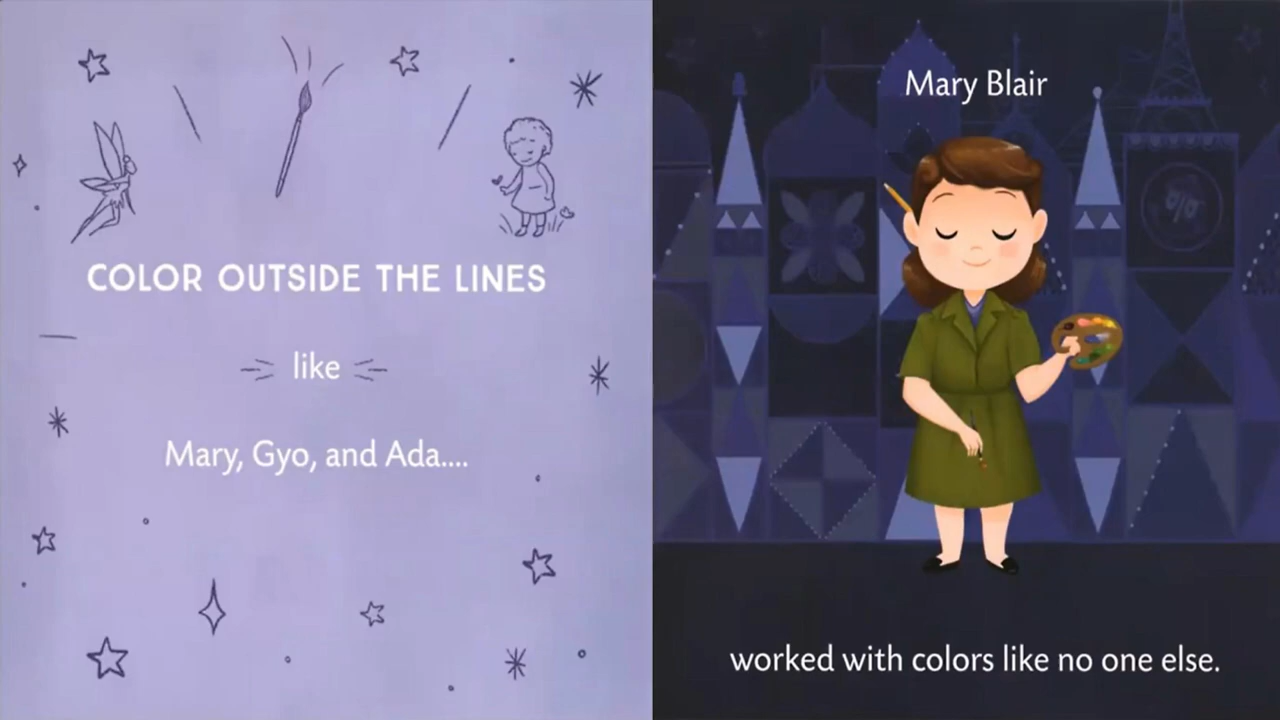 COLOR OUTSIDE THE LINES
like
Mary, Gyo, and Ada....
Mary Blair
worked with colors like no one else.